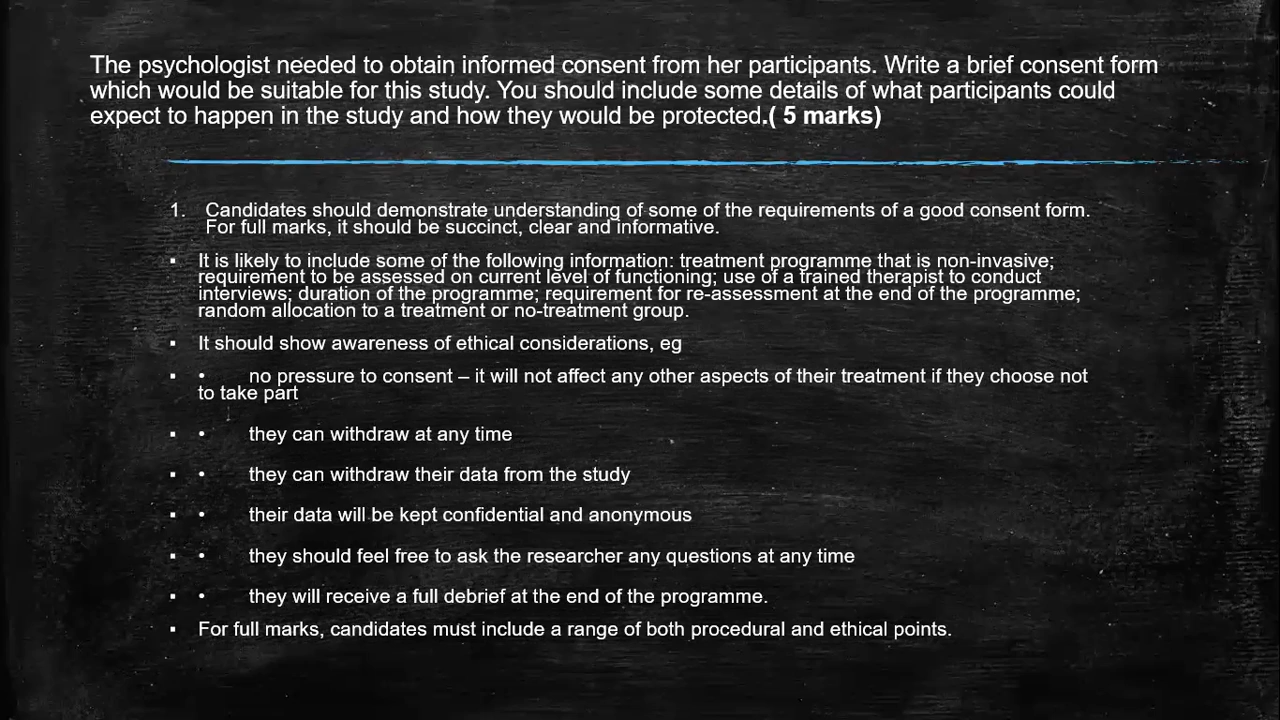 The psychologist needed to obtain informed consent from her participants. Write a brief consent form
which would be suitable for this study. You should include some details of what participants could
expect to happen in the study and how they would be protected.( 5 marks)
1. Candidates should demonstrate understanding of some of the requirements of a good consent form.
For full marks, it should be succinct, clear and informative.
▪ It is likely to include some of the following information: treatment programme that is non-invasive;
requirement to be assessed on current level of functioning; use of a trained therapist to conduct
interviews; duration of the programme; requirement for re-assessment at the end of the programme;
random allocation to a treatment or no-treatment group.
▪ It should show awareness of ethical considerations, eg
▪ • no pressure to consent – it will not affect any other aspects of their treatment if they choose not
to take part
▪ • they can withdraw at any time
▪ • they can withdraw their data from the study
▪ • their data will be kept confidential and anonymous
▪ • they should feel free to ask the researcher any questions at any time
▪ • they will receive a full debrief at the end of the programme.
▪ For full marks, candidates must include a range of both procedural and ethical points.